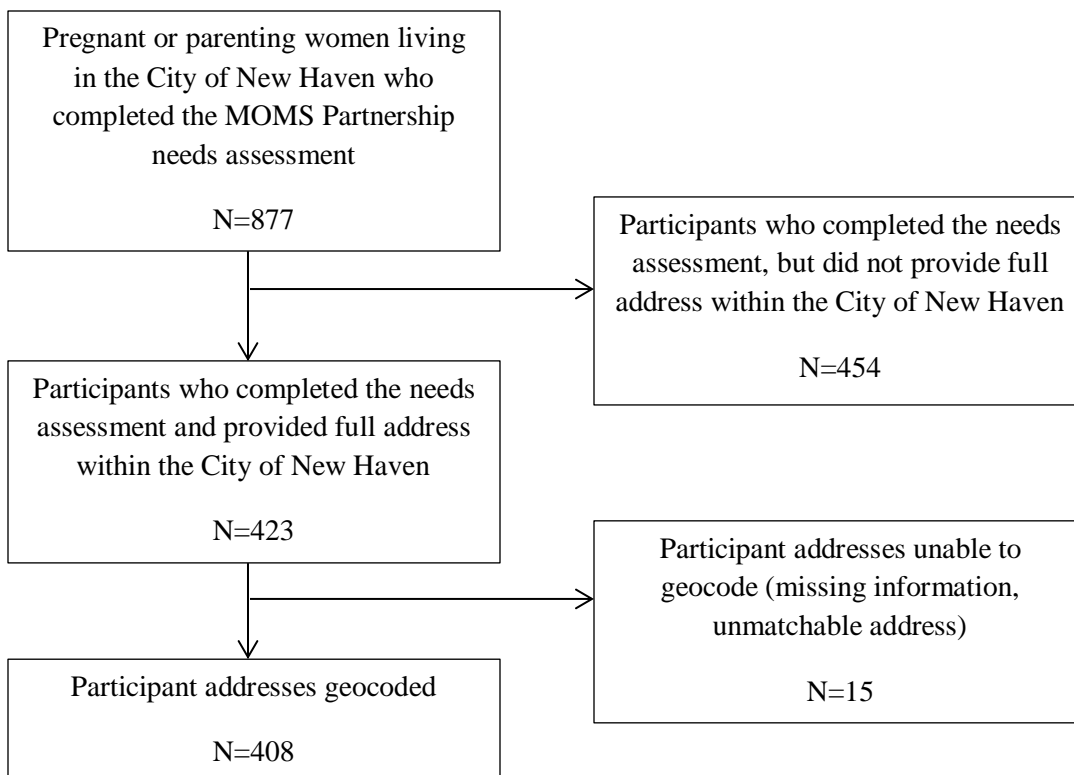 Pregnant or parenting women living
in the City of New Haven who
completed the MOMS Partnership
needs assessment
N=877
Participants who completed the needs
assessment, but did not provide full
address within the City of New Haven
N=454
Participants who completed the needs
assessment and provided full address
within the City of New Haven
N=423
Participant addresses unable to
geocode (missing information,
unmatchable address)
N=15
Participant addresses geocoded
N=408